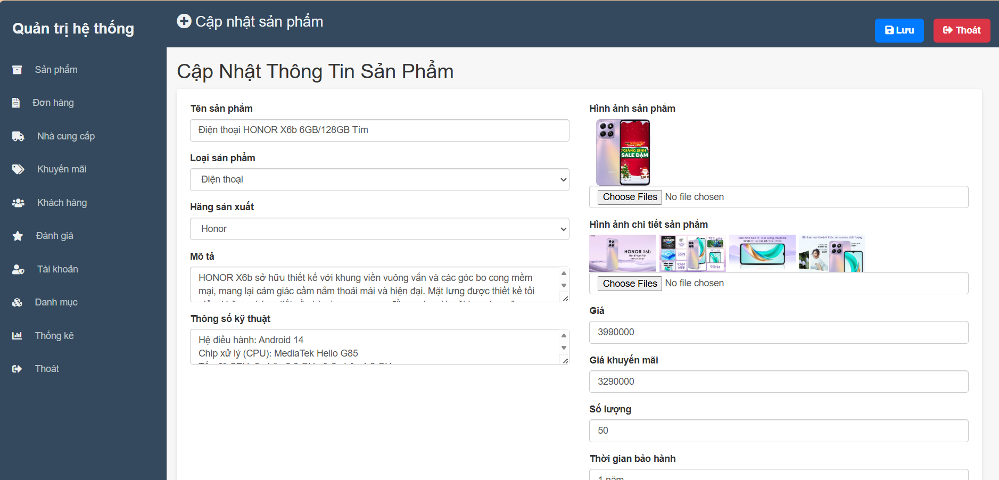 Quản trị hệ thống
Sản phẩm
Đơn hàng
Nhà cung cấp
Khuyến mãi
Khách hàng
Đánh giá
Tài khoản
Danh mục
Thống kê
Thoát
Cập nhật sản phẩm
Lưu
Thoát
Cập Nhật Thông Tin Sản Phẩm
Tên sản phẩm
Điện thoại HONOR X6b 6GB/128GB Tím
Loại sản phẩm
Điện thoại
Hãng sản xuất
Honor
Mô tả
HONOR X6b sở hữu thiết kế với khung viền vuông vắn và các góc bo cong mềm
mại, mang lại cảm giác cầm nắm thoải mái và hiện đại. Mặt lưng được thiết kế tối
Thông số kỹ thuật
Hệ điều hành: Android 14
Chip xử lý (CPU): MediaTek Helio G85
Hình ảnh sản phẩm
GIÁNG SINH
SALE ĐẬM
Choose Files No file chosen
Hình ảnh chi tiết sản phẩm
HONOR X6b
50MP
35W
RAM
6GB
90Hz
Choose Files No file chosen
Giá
3990000
Giá khuyến mãi
3290000
Số lượng
50
Thời gian bảo hành
1 năm